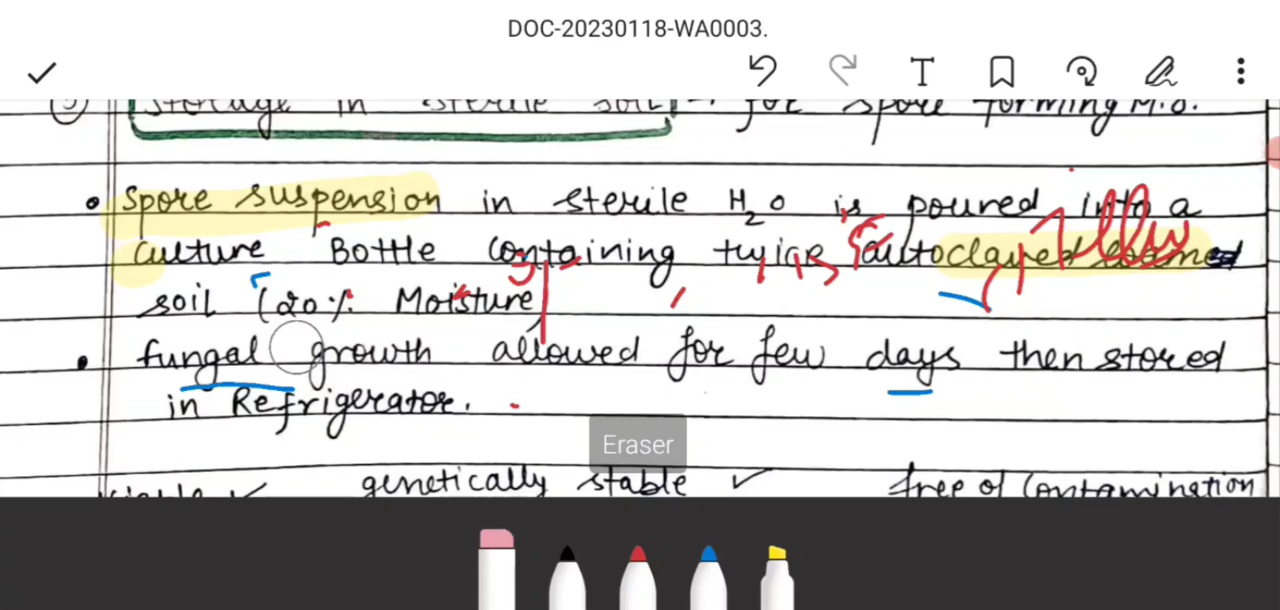 DOC-20230118-WA0003.
T
Storage in sterile soil → for spore forming M.O.
• Spore suspension in sterile H2O is poured into a
culture Bottle containing twice autoclaved
soil (20% Moisture
• fungal growth allowed for few days then stored
in Refrigerator.
Eraser
genetically stable ✓ free of contamination